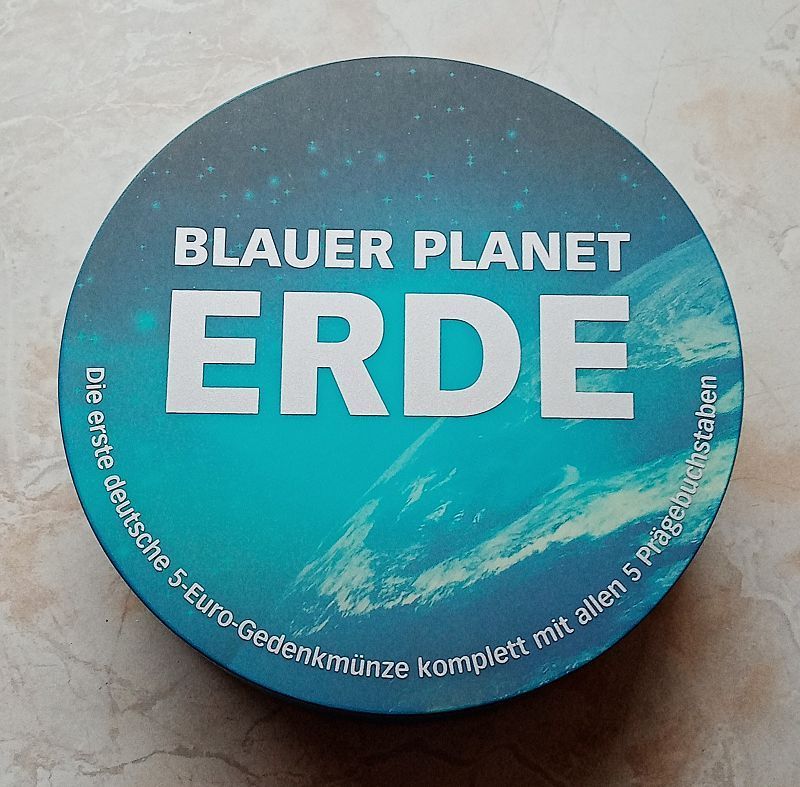 BLAUER PLANET
ERDE
Die erste deutsche 5-Euro-Gedenkmünze komplett mit allen 5 Prägebuchstaben